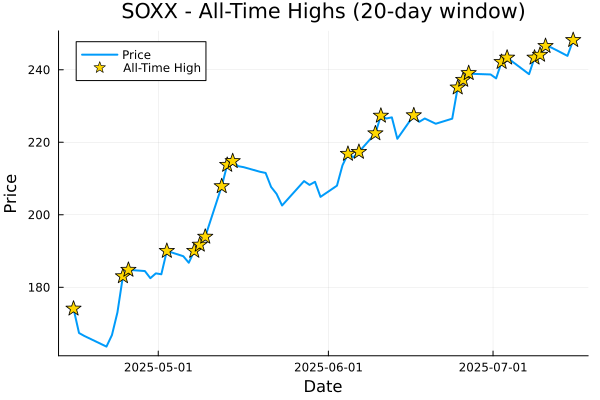 SOXX - All-Time Highs (20-day window)
Price
All-Time High
240
220
200
180
Price
2025-05-01
2025-06-01
2025-07-01
Date